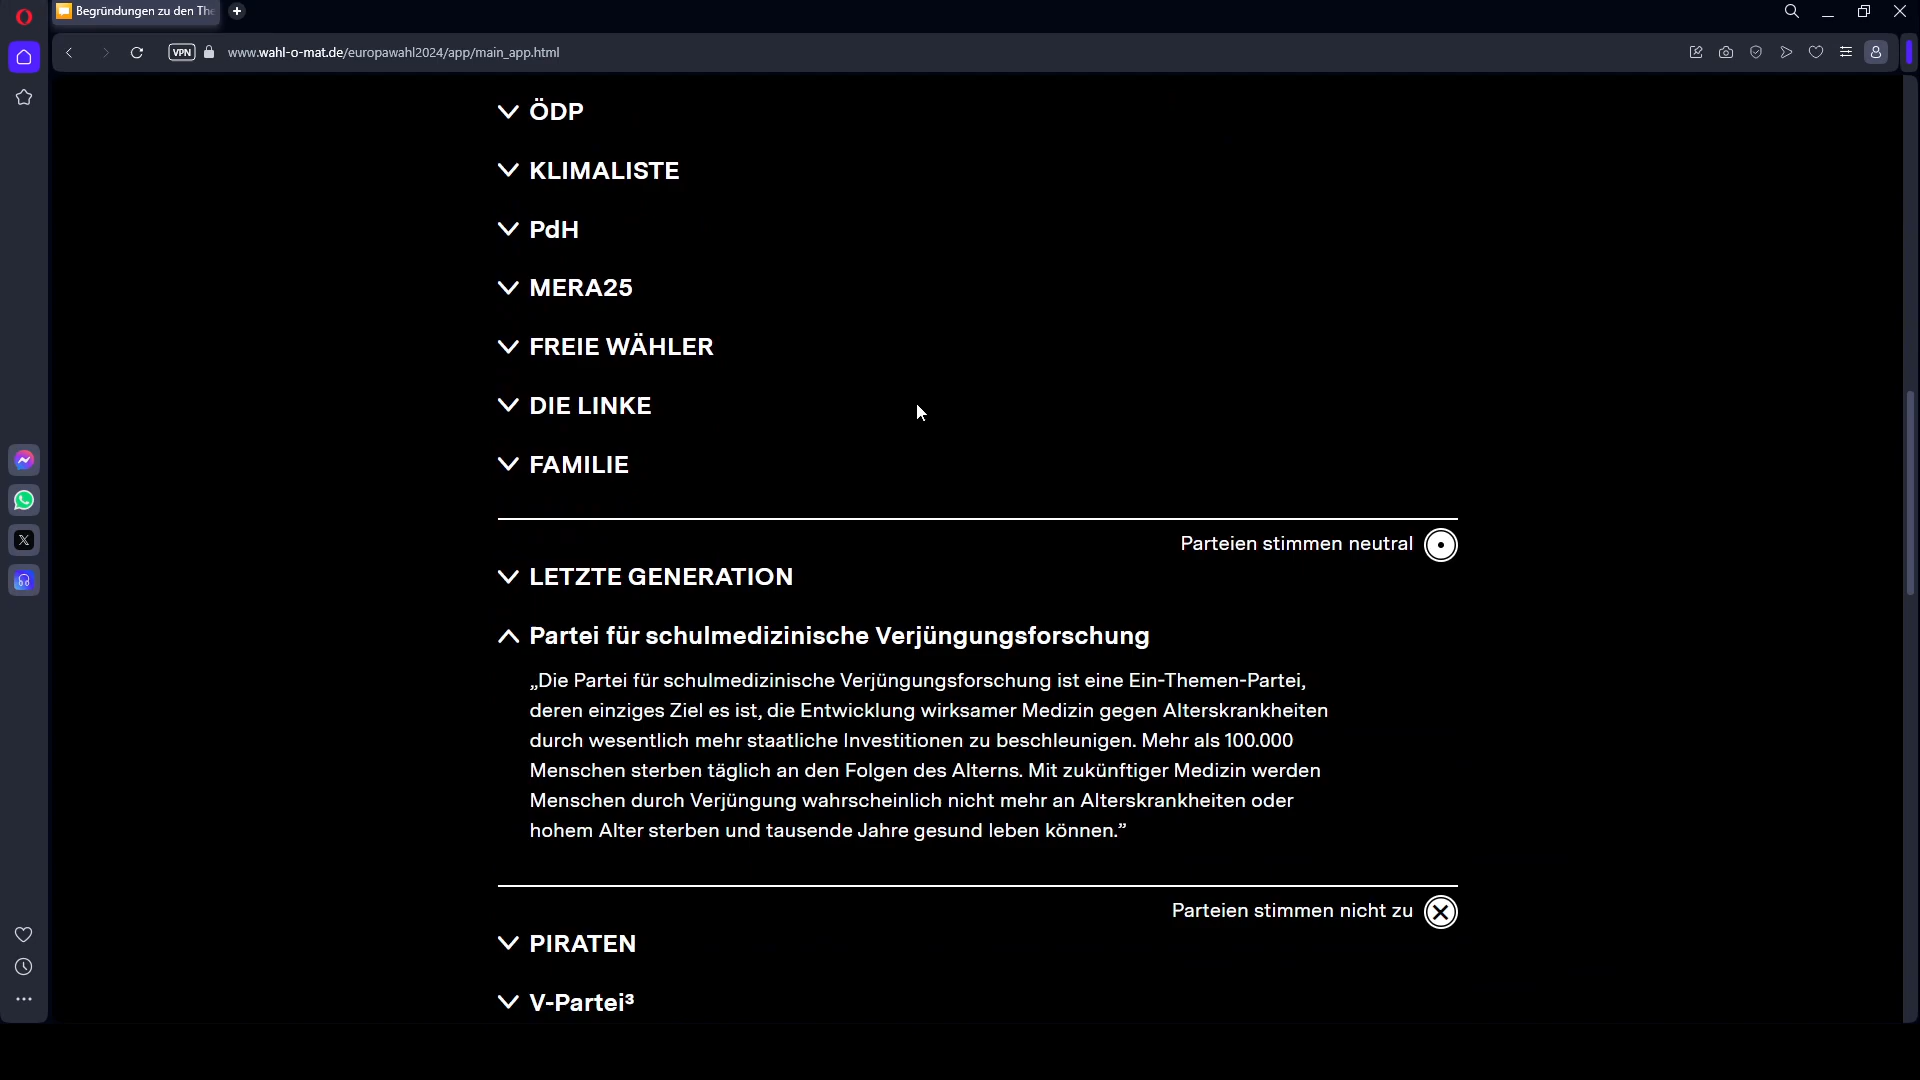 Begründungen zu den Th
VPN
www.wahl-o-mat.de/europawahl2024/app/main_app.html
ÖDP
KLIMALISTE
PdH
MERA25
FREIE WÄHLER
DIE LINKE
FAMILIE
Parteien stimmen neutral
LETZTE GENERATION
Partei für schulmedizinische Verjüngungsforschung
„Die Partei für schulmedizinische Verjüngungsforschung ist eine Ein-Themen-Partei,
deren einziges Ziel es ist, die Entwicklung wirksamer Medizin gegen Alterskrankheiten
durch wesentlich mehr staatliche Investitionen zu beschleunigen. Mehr als 100.000
Menschen sterben täglich an den Folgen des Alterns. Mit zukünftiger Medizin werden
Menschen durch Verjüngung wahrscheinlich nicht mehr an Alterskrankheiten oder
hohem Alter sterben und tausende Jahre gesund leben können.”
Parteien stimmen nicht zu
PIRATEN
V-Partei³